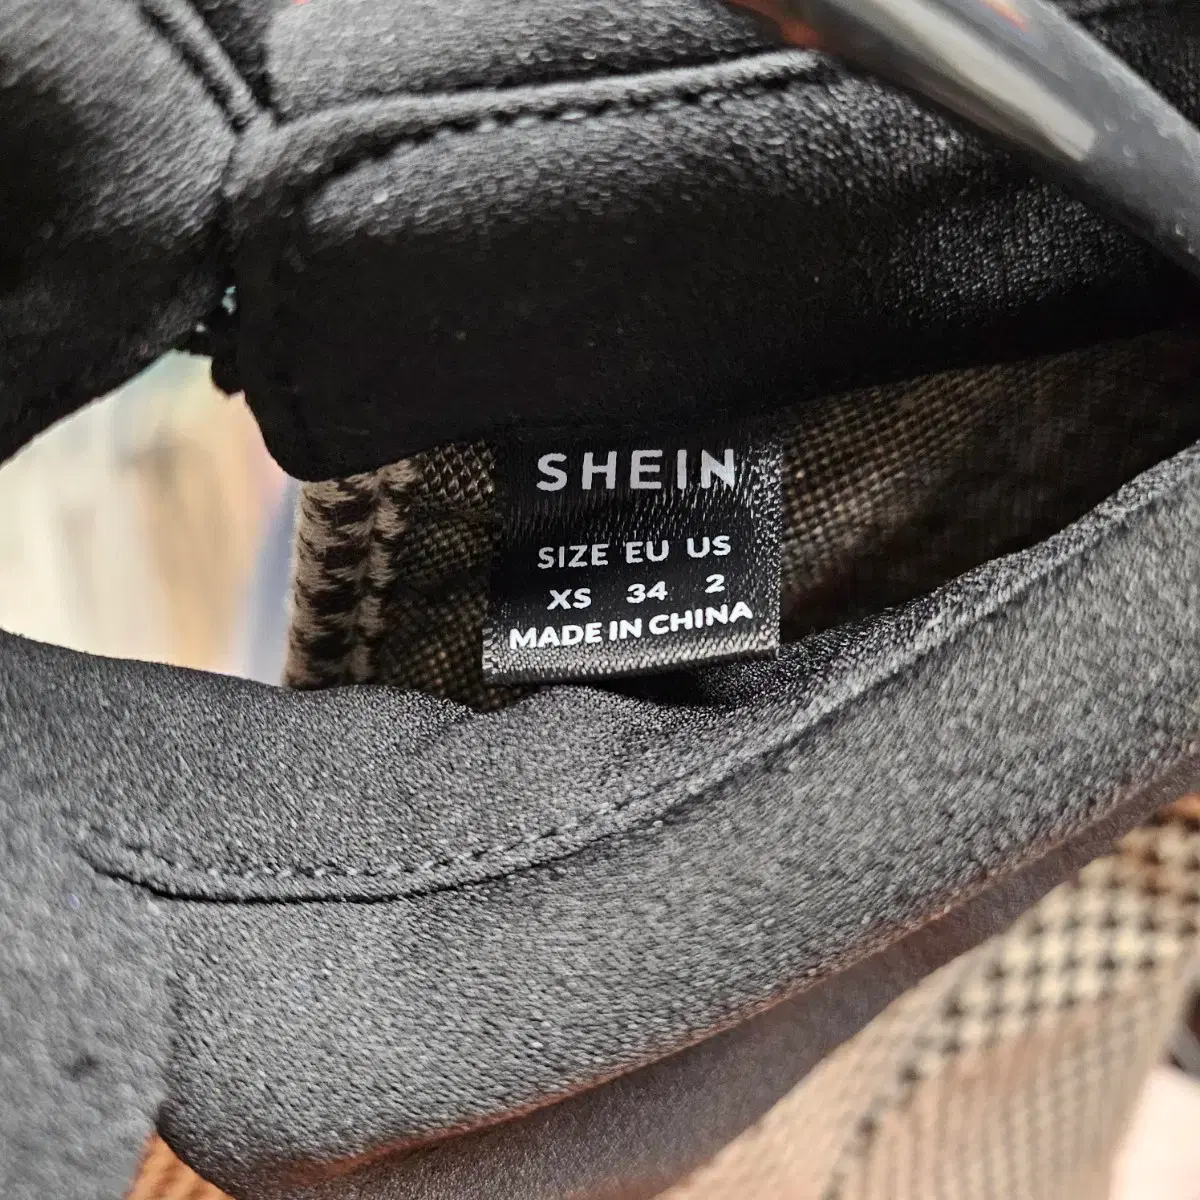 SHEIN
SIZE EU US
XS 34 2
MADE IN CHINA